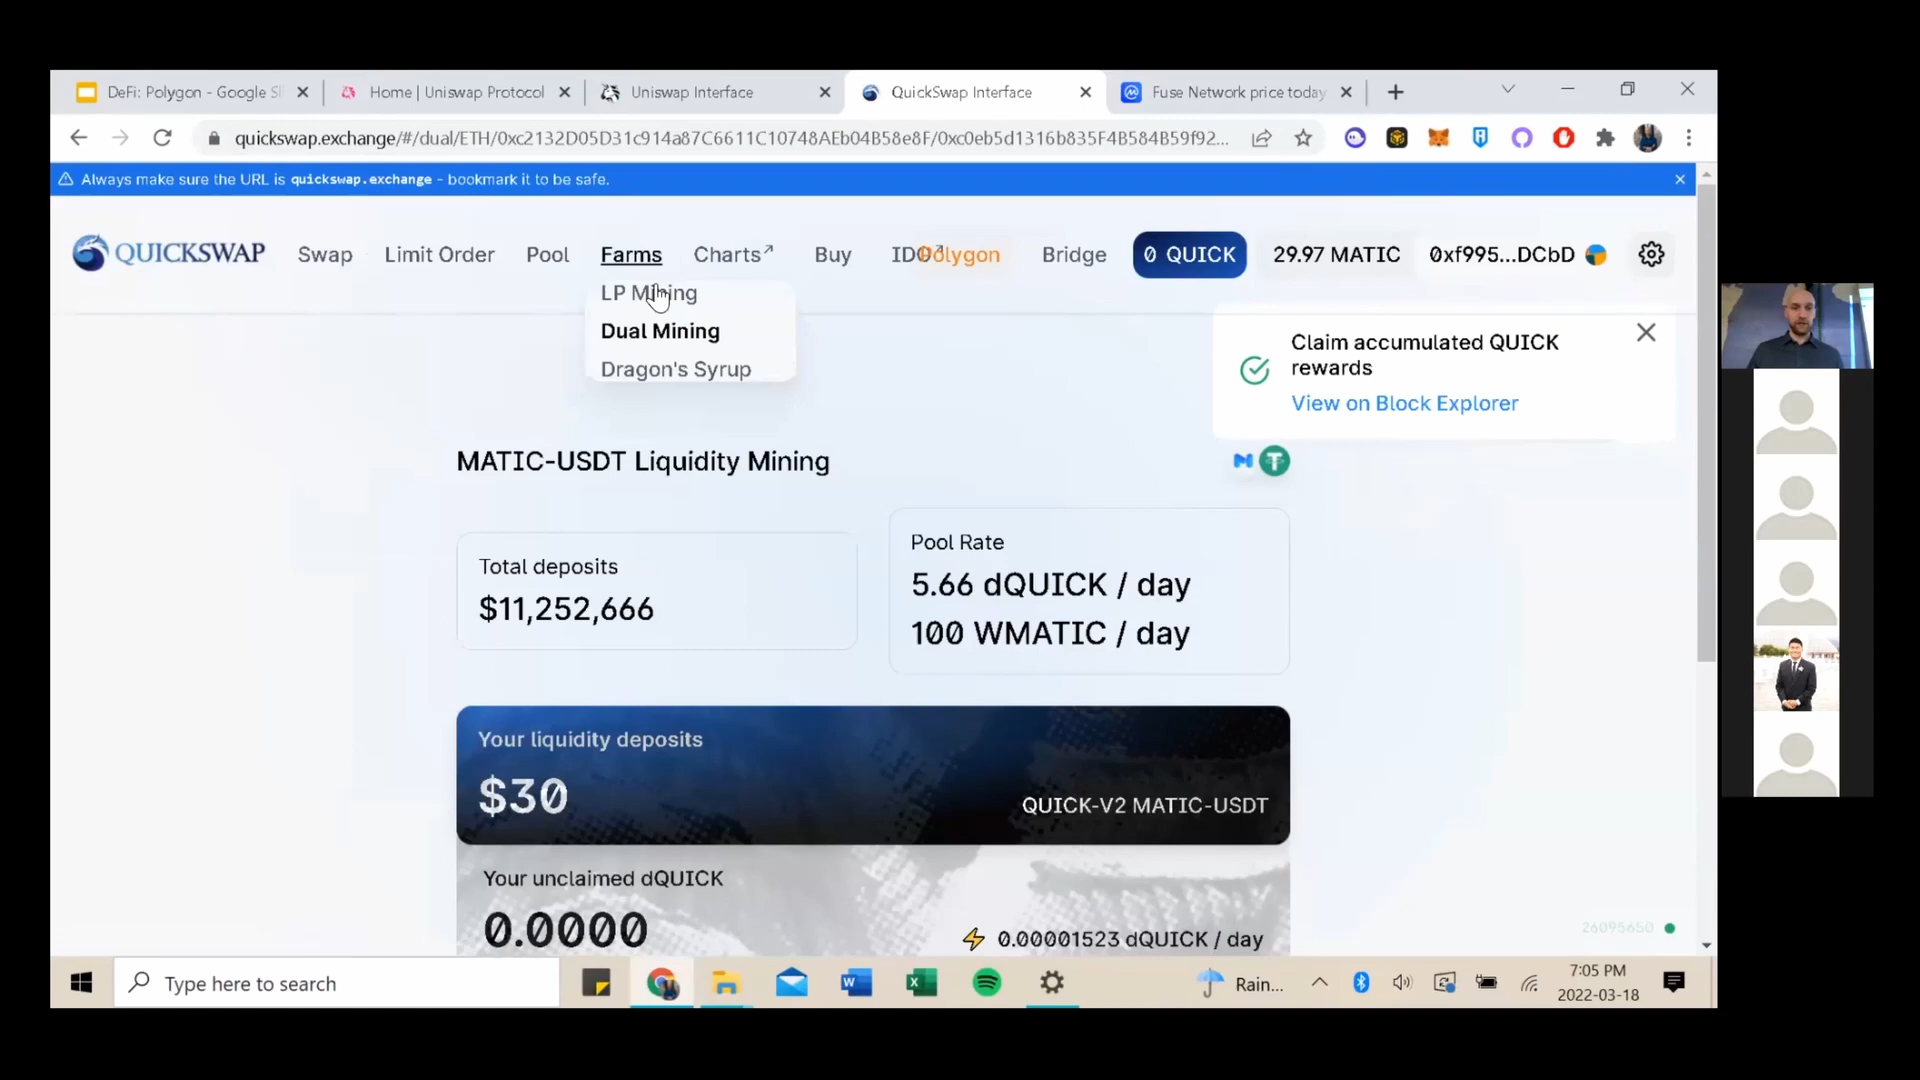 DeFi: Polygon - Google Sl
Home | Uniswap Protocol
Uniswap Interface
QuickSwap Interface
Fuse Network price today
quickswap.exchange/#/dual/ETH/0xc2132D05D31c914a87C6611C10748AEb04B58e8F/0xc0eb5d1316b835F4B584B59f92...
Always make sure the URL is quickswap.exchange - bookmark it to be safe.
QUICKSWAP
Swap
Limit Order
Pool
Farms
Charts↗
Buy
IDO↗
Polygon
Bridge
0 QUICK
29.97 MATIC
0xf995...DCbD
LP Mining
Dual Mining
Dragon's Syrup
Claim accumulated QUICK
rewards
View on Block Explorer
MATIC-USDT Liquidity Mining
Total deposits
$11,252,666
Pool Rate
5.66 dQUICK / day
100 WMATIC / day
Your liquidity deposits
$30
QUICK-V2 MATIC-USDT
Your unclaimed dQUICK
0.0000
0.00001523 dQUICK / day
26095650
Type here to search
Rain...
7:05 PM
2022-03-18